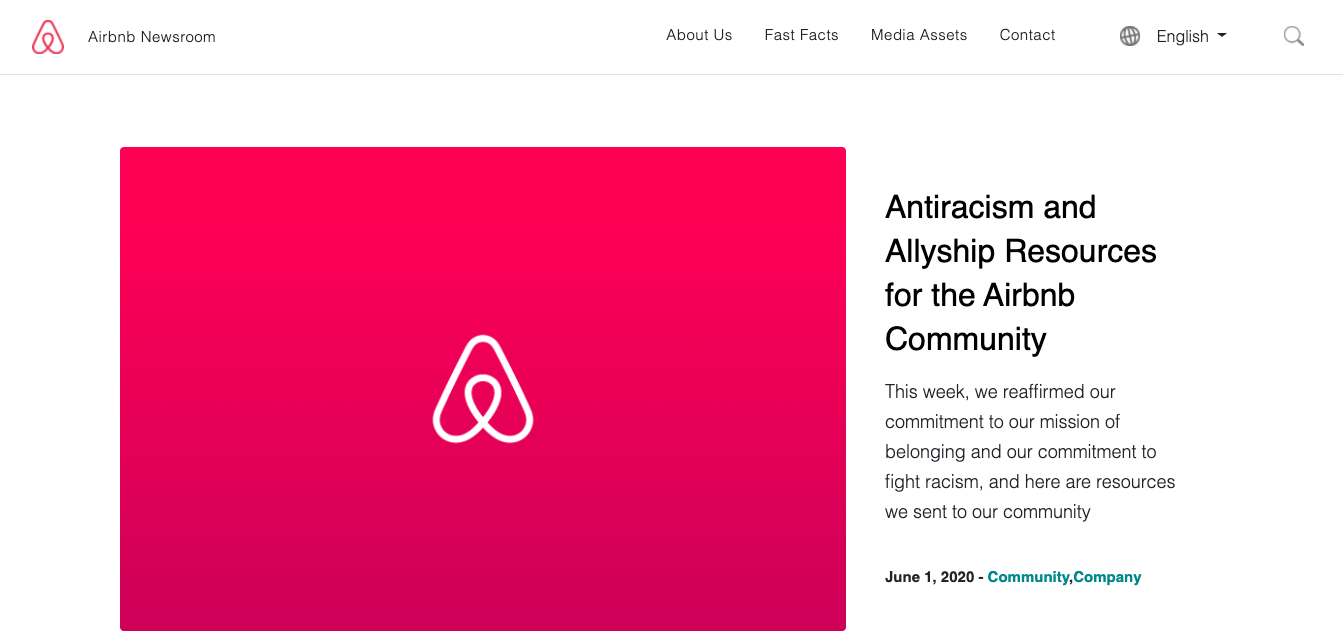 Airbnb Newsroom
About Us Fast Facts Media Assets Contact English
Antiracism and
Allyship Resources
for the Airbnb
Community
This week, we reaffirmed our
commitment to our mission of
belonging and our commitment to
fight racism, and here are resources
we sent to our community
June 1, 2020 - Community,Company